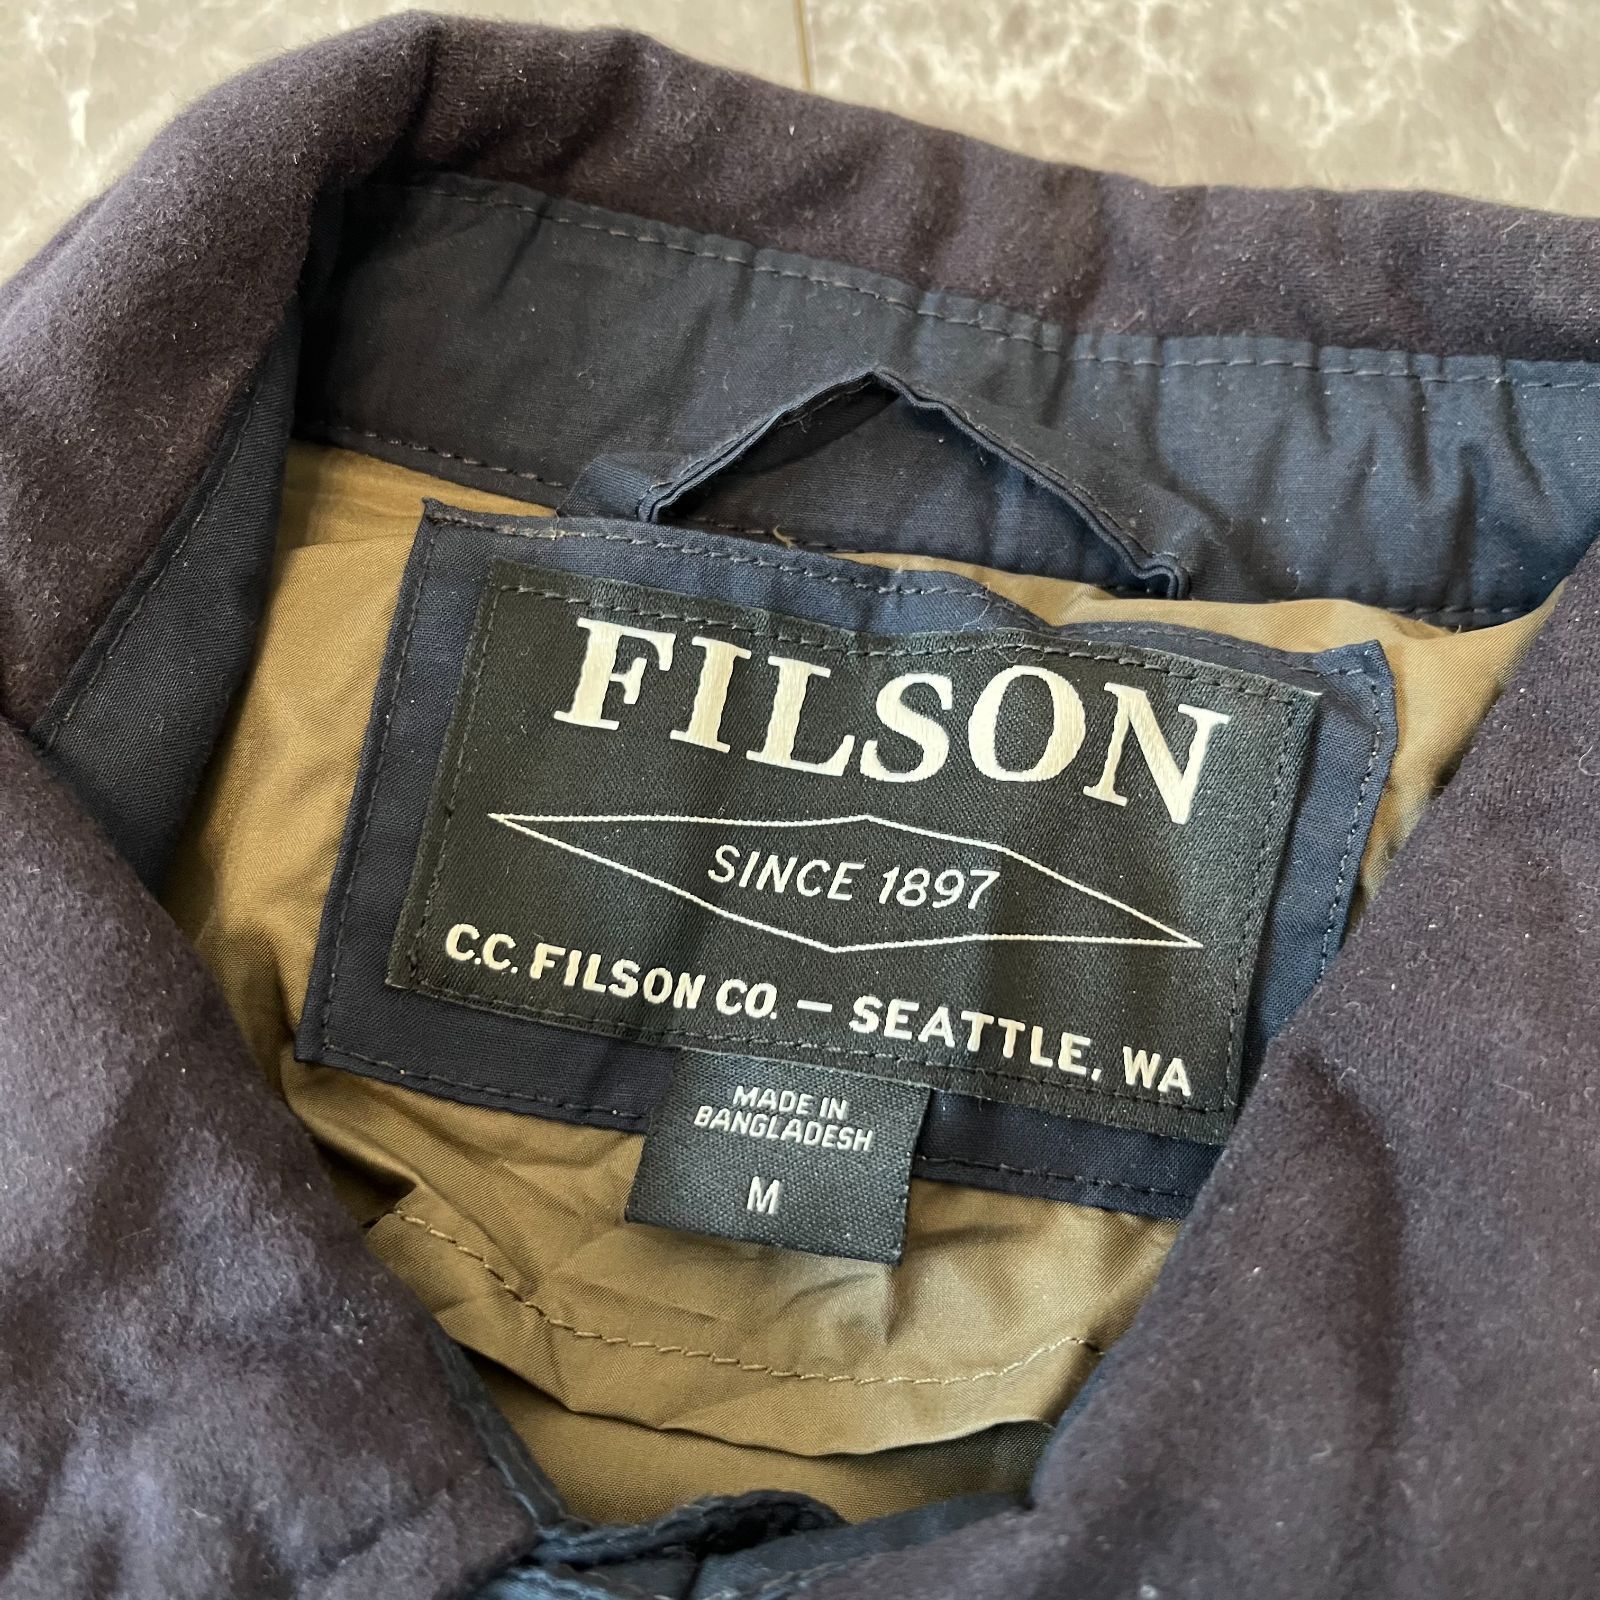 FILSON
SINCE 1897
C.C. FILSON CO. — SEATTLE, WA
MADE IN
BANGLADESH
M